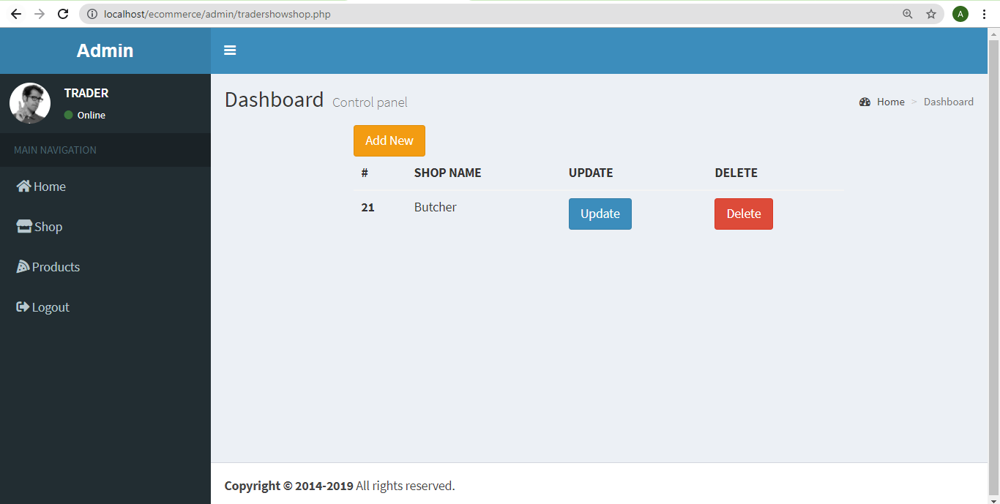 localhost/ecommerce/admin/tradershowshop.php
A
Admin
TRADER
Online
MAIN NAVIGATION
Home
Shop
Products
Logout
Dashboard Control panel
Home > Dashboard
Add New
# SHOP NAME UPDATE DELETE
21 Butcher Update Delete
Copyright © 2014-2019 All rights reserved.